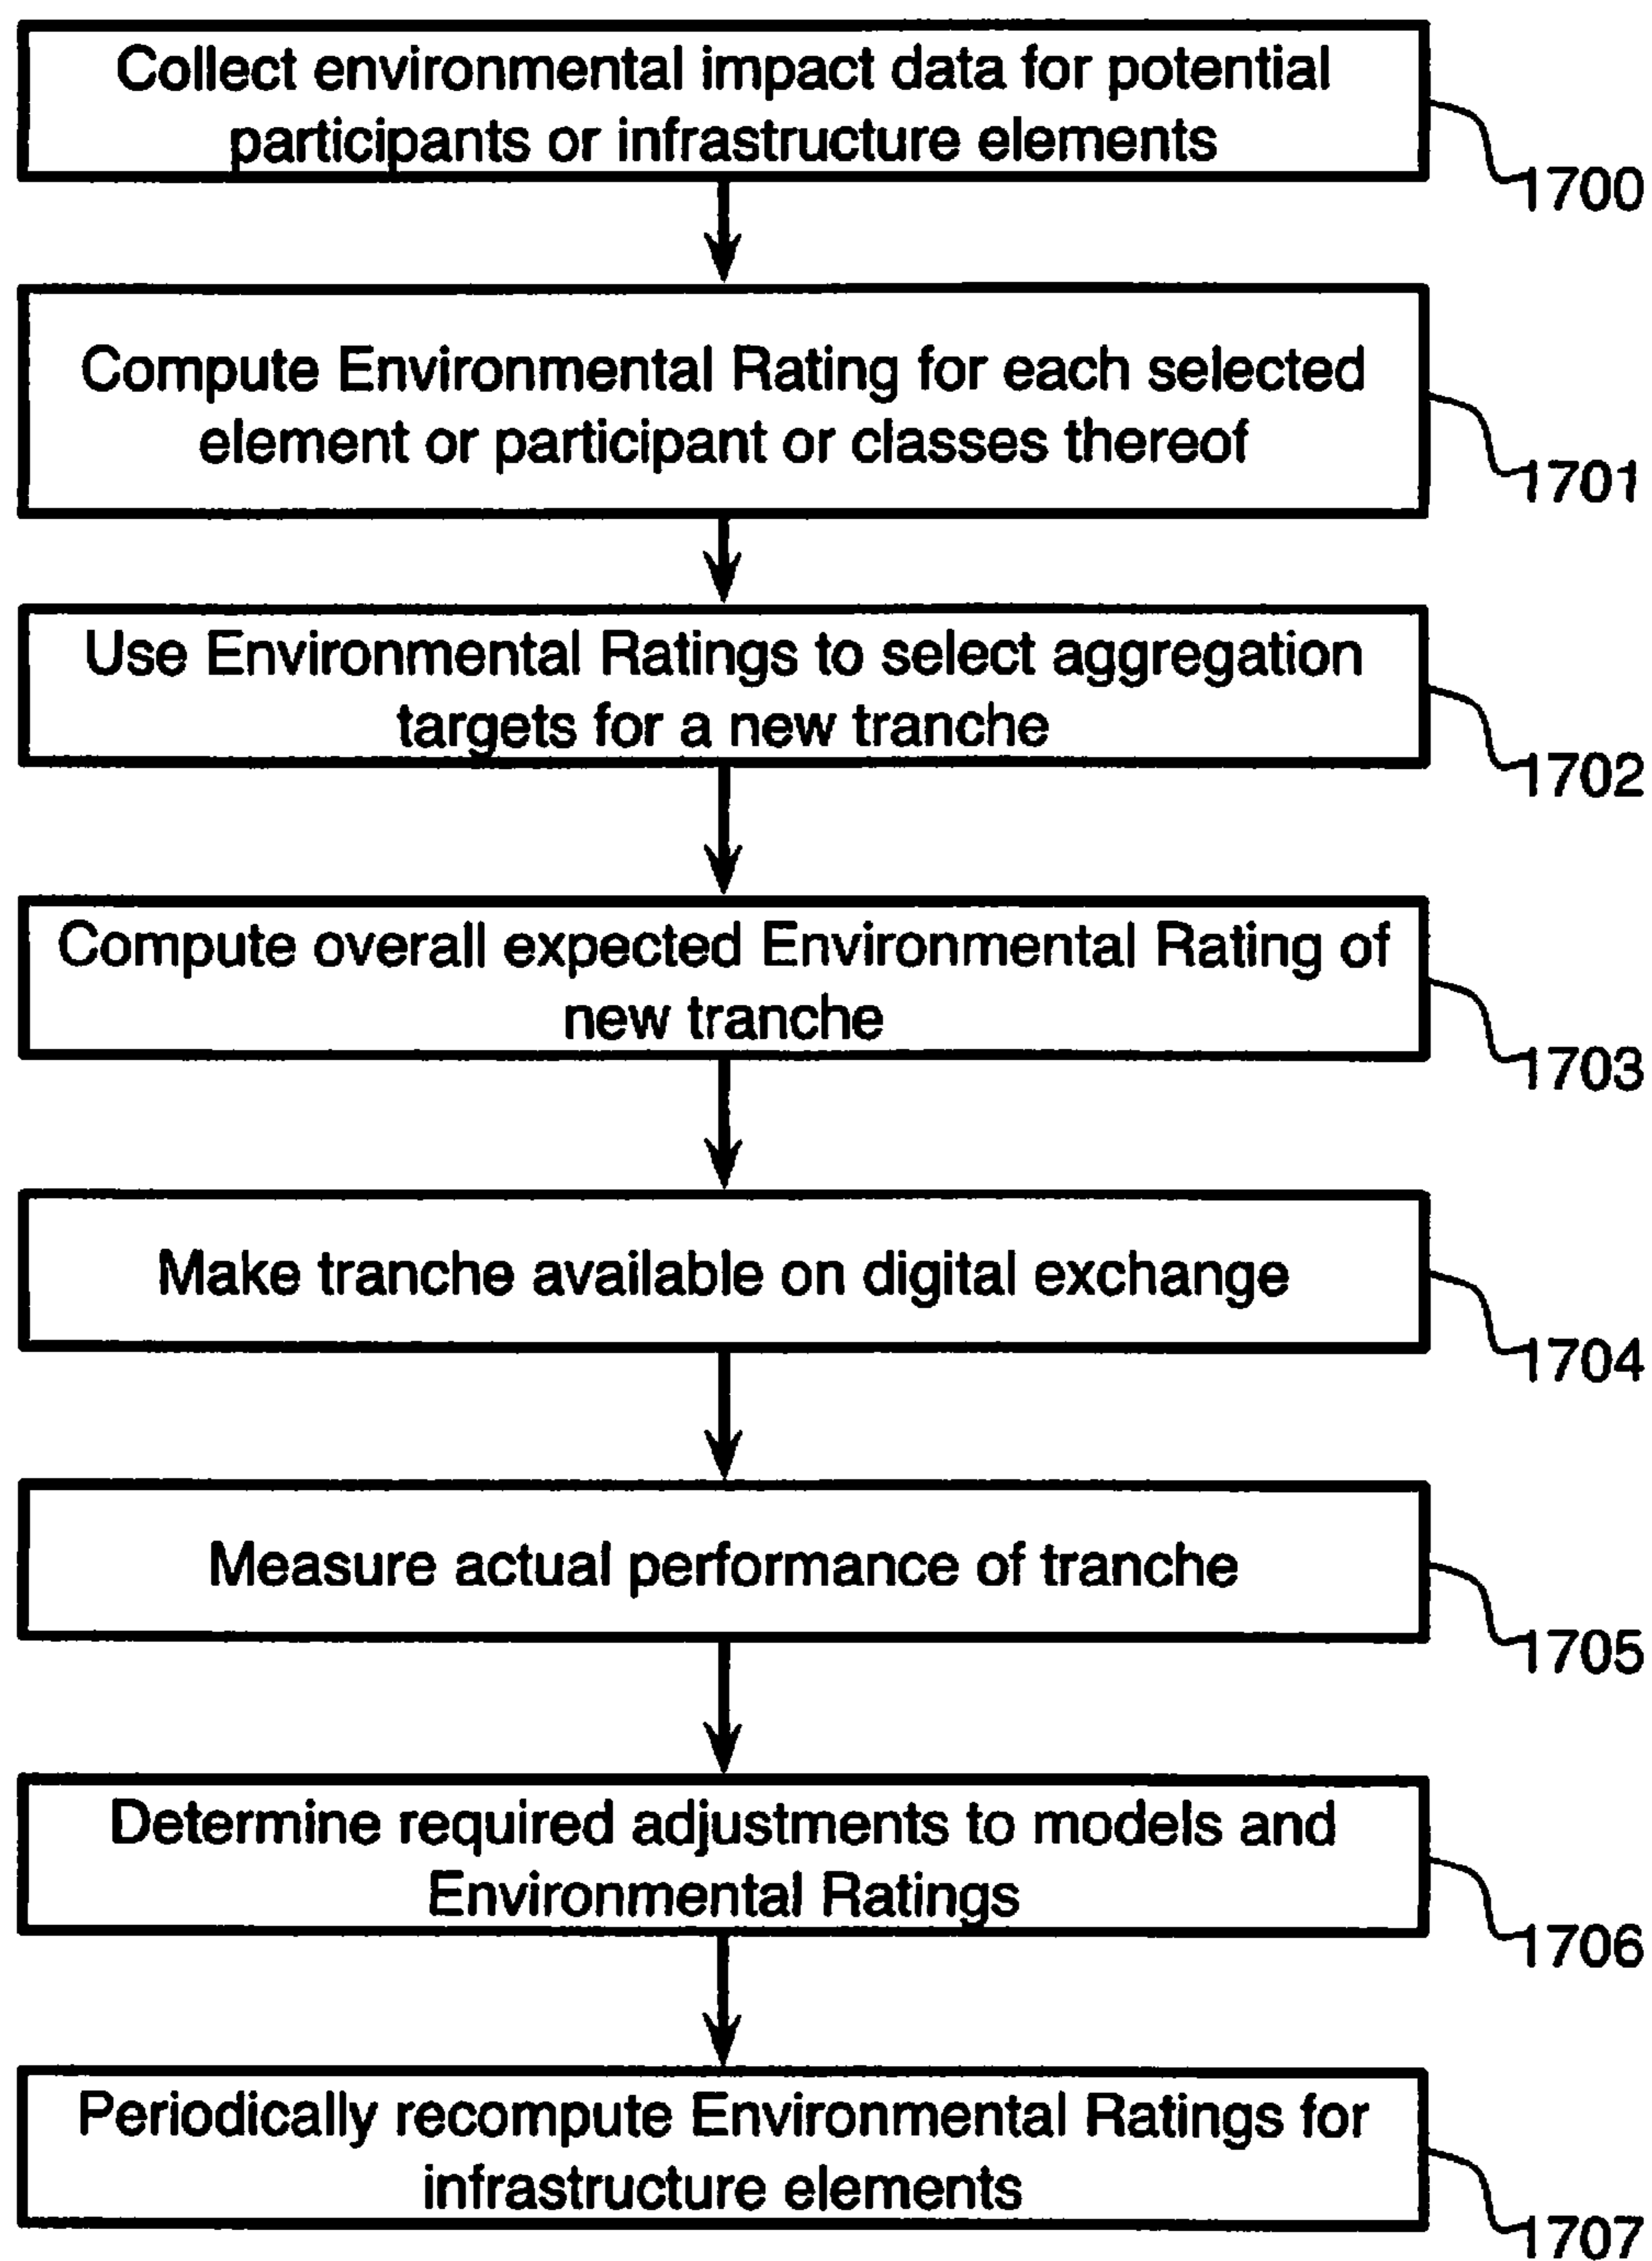 Collect environmental impact data for potential
participants or infrastructure elements
1700
Compute Environmental Rating for each selected
element or participant or classes thereof
1701
Use Environmental Ratings to select aggregation
targets for a new tranche
1702
Compute overall expected Environmental Rating of
new tranche
1703
Make tranche available on digital exchange
1704
Measure actual performance of tranche
1705
Determine required adjustments to models and
Environmental Ratings
1706
Periodically recompute Environmental Ratings for
infrastructure elements
1707